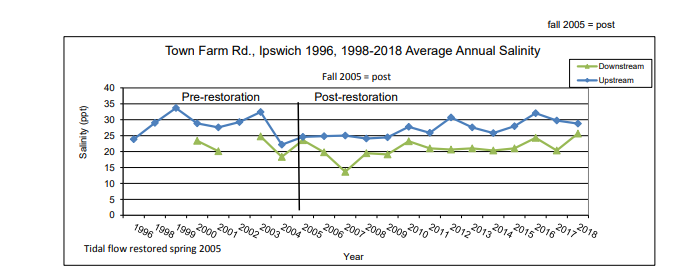 fall 2005 = post
Town Farm Rd., Ipswich 1996, 1998-2018 Average Annual Salinity
Downstream
Upstream
Fall 2005 = post
Pre-restoration Post-restoration
40
35
30
25
20
15
10
5
0
Salinity (ppt)
1996 1998 1999 2000 2001 2002 2003 2004 2005 2006 2007 2008 2009 2010 2011 2012 2013 2014 2015 2016 2017 2018
Tidal flow restored spring 2005
Year